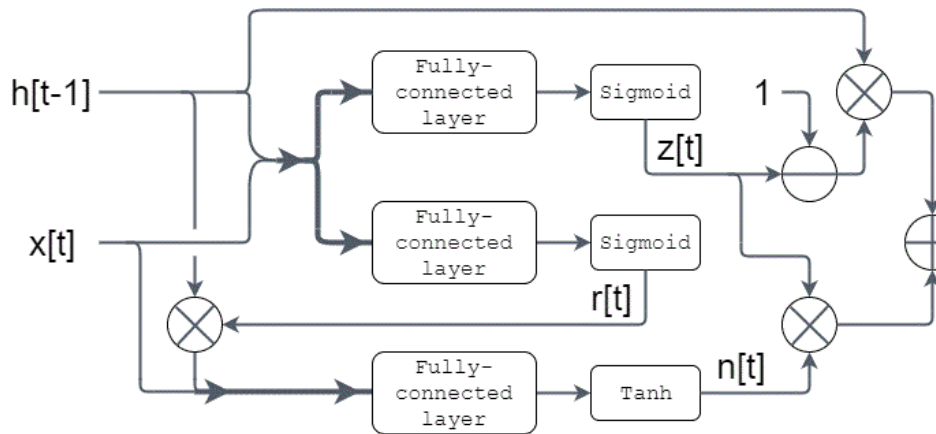 Fully-
connected
layer
Sigmoid
h[t-1]
1
z[t]
Fully-
connected
layer
Sigmoid
x[t]
r[t]
Fully-
connected
layer
Tanh
n[t]